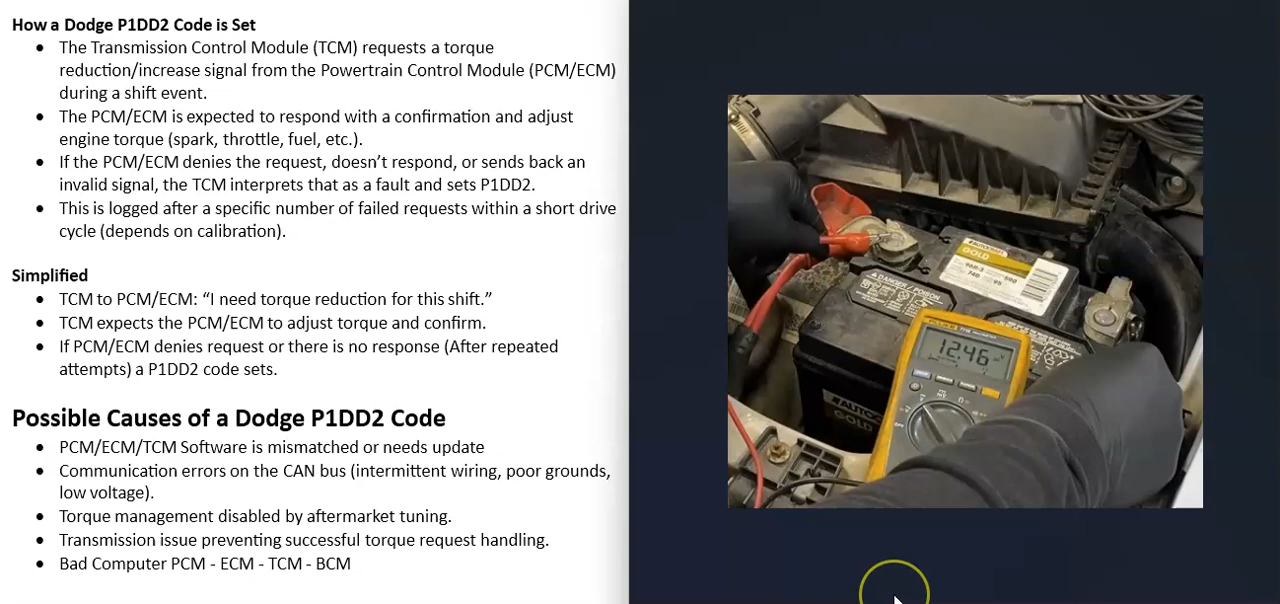 How a Dodge P1DD2 Code is Set
• The Transmission Control Module (TCM) requests a torque
reduction/increase signal from the Powertrain Control Module (PCM/ECM)
during a shift event.
• The PCM/ECM is expected to respond with a confirmation and adjust
engine torque (spark, throttle, fuel, etc.).
• If the PCM/ECM denies the request, doesn’t respond, or sends back an
invalid signal, the TCM interprets that as a fault and sets P1DD2.
• This is logged after a specific number of failed requests within a short drive
cycle (depends on calibration).
Simplified
• TCM to PCM/ECM: “I need torque reduction for this shift.”
• TCM expects the PCM/ECM to adjust torque and confirm.
• If PCM/ECM denies request or there is no response (After repeated
attempts) a P1DD2 code sets.
Possible Causes of a Dodge P1DD2 Code
• PCM/ECM/TCM Software is mismatched or needs update
• Communication errors on the CAN bus (intermittent wiring, poor grounds,
low voltage).
• Torque management disabled by aftermarket tuning.
• Transmission issue preventing successful torque request handling.
• Bad Computer PCM - ECM - TCM - BCM
GOLD
DANGER / POISON
12.46
GOLD